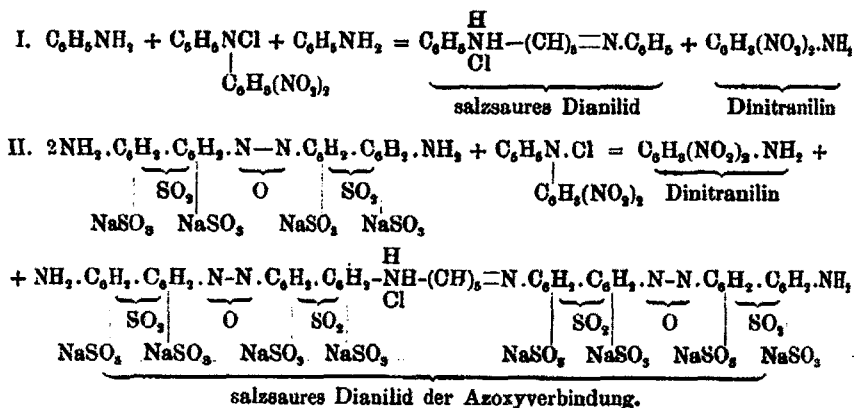 H
I. C₆H₅NH₂ + C₅H₅NCl + C₆H₅NH₂ = C₆H₅NH—(CH)₅═N.C₆H₅ + C₆H₃(NO₂)₂.NH₂
Cl
C₆H₃(NO₂)₂
salzsaures Dianilid Dinitranilin
II. 2NH₂.C₆H₂.C₆H₂.N—N.C₆H₂.C₆H₂.NH₂ + C₅H₅N.Cl = C₆H₃(NO₂)₂.NH₂ +
SO₂ O SO₂ C₆H₃(NO₂)₂ Dinitranilin
NaSO₃ NaSO₃ NaSO₃ NaSO₃
H
+ NH₂.C₆H₂.C₆H₂.N-N.C₆H₂.C₆H₂-NH-(CH)₅═N.C₆H₂.C₆H₂.N-N.C₆H₂.C₆H₂.NH₂
Cl
SO₂ O SO₂ SO₂ O SO₂
NaSO₃ NaSO₃ NaSO₃ NaSO₃ NaSO₃ NaSO₃ NaSO₃ NaSO₃
salzsaures Dianilid der Azoxyverbindung.